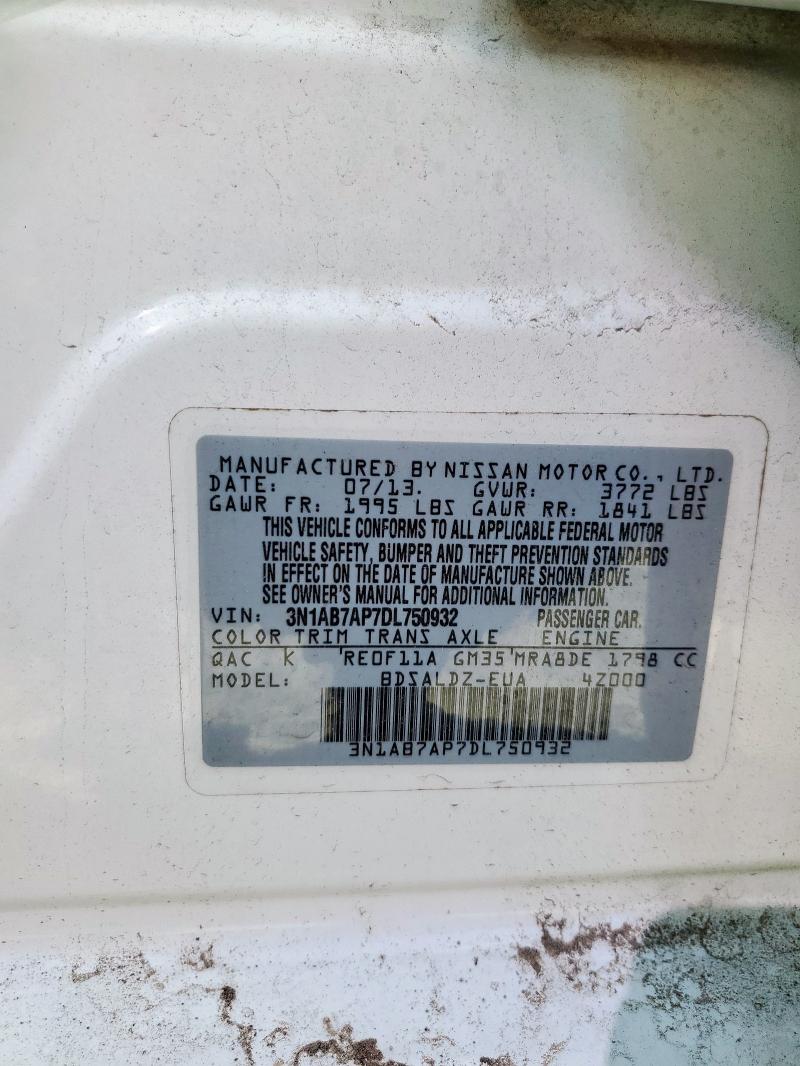 MANUFACTURED BY NISSAN MOTOR CO., LTD.
DATE: 07/13. GVWR: 3772 LBS
GAWR FR: 1995 LBS GAWR RR: 1841 LBS
THIS VEHICLE CONFORMS TO ALL APPLICABLE FEDERAL MOTOR
VEHICLE SAFETY, BUMPER AND THEFT PREVENTION STANDARDS
IN EFFECT ON THE DATE OF MANUFACTURE SHOWN ABOVE.
SEE OWNER'S MANUAL FOR ADDITIONAL INFORMATION.
VIN: 3N1AB7AP7DL750932 PASSENGER CAR.
COLOR TRIM TRANS AXLE ENGINE
QAC K 'RE0F11A GM35'MRA8DE 1798 CC
MODEL: BDSALDZ-EUA 4Z000
3N1AB7AP7DL750932